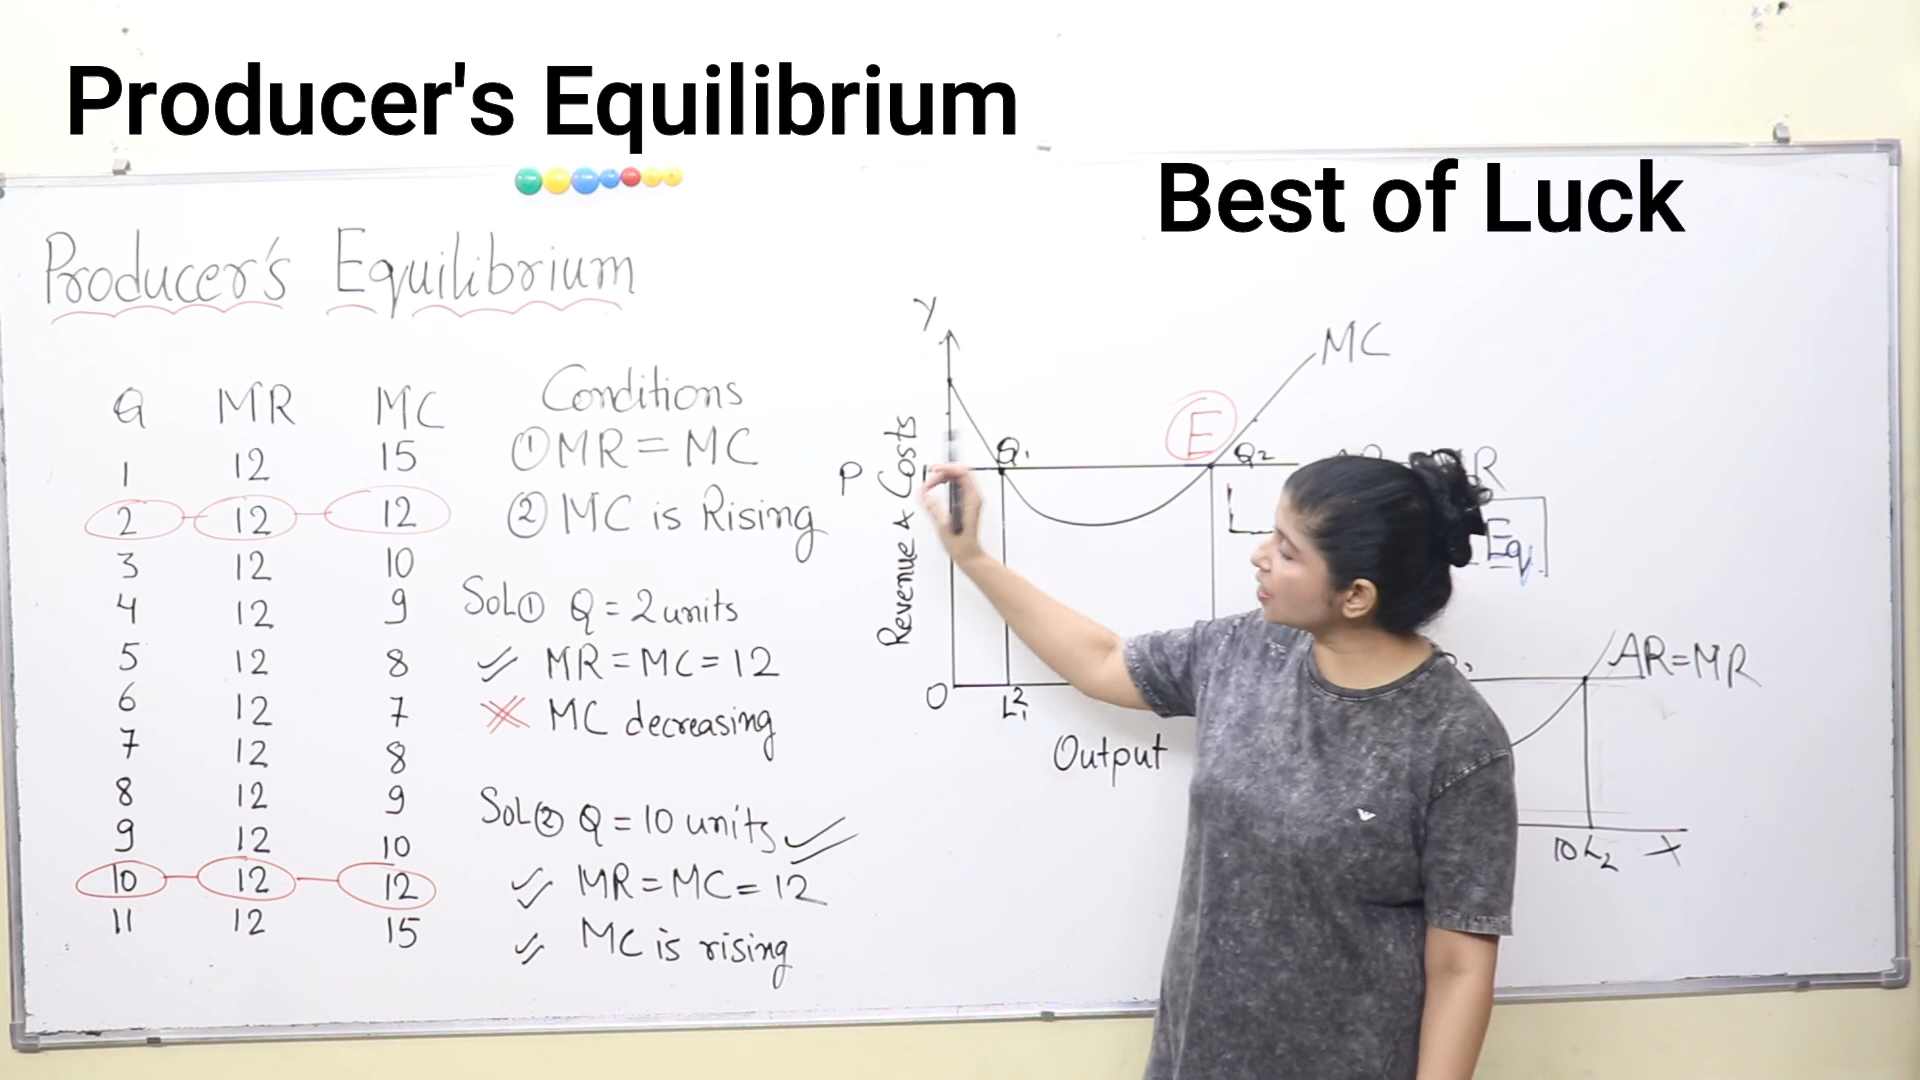 Producer's Equilibrium
Best of Luck
Producer's Equilibrium
Q MR MC
1 12 15
2 12 12
3 12 10
4 12 9
5 12 8
6 12 7
7 12 8
8 12 9
9 12 10
10 12 12
11 12 15
Conditions
① MR = MC
② MC is Rising
SoL① Q = 2 units
MR = MC = 12
MC decreasing
SoL② Q = 10 units
MR = MC = 12
MC is rising
Y
MC
E
P
Q₁
Q₂
Revenue & Costs
Eq
O
2
L₁
Output
AR=MR
10 L₂ X